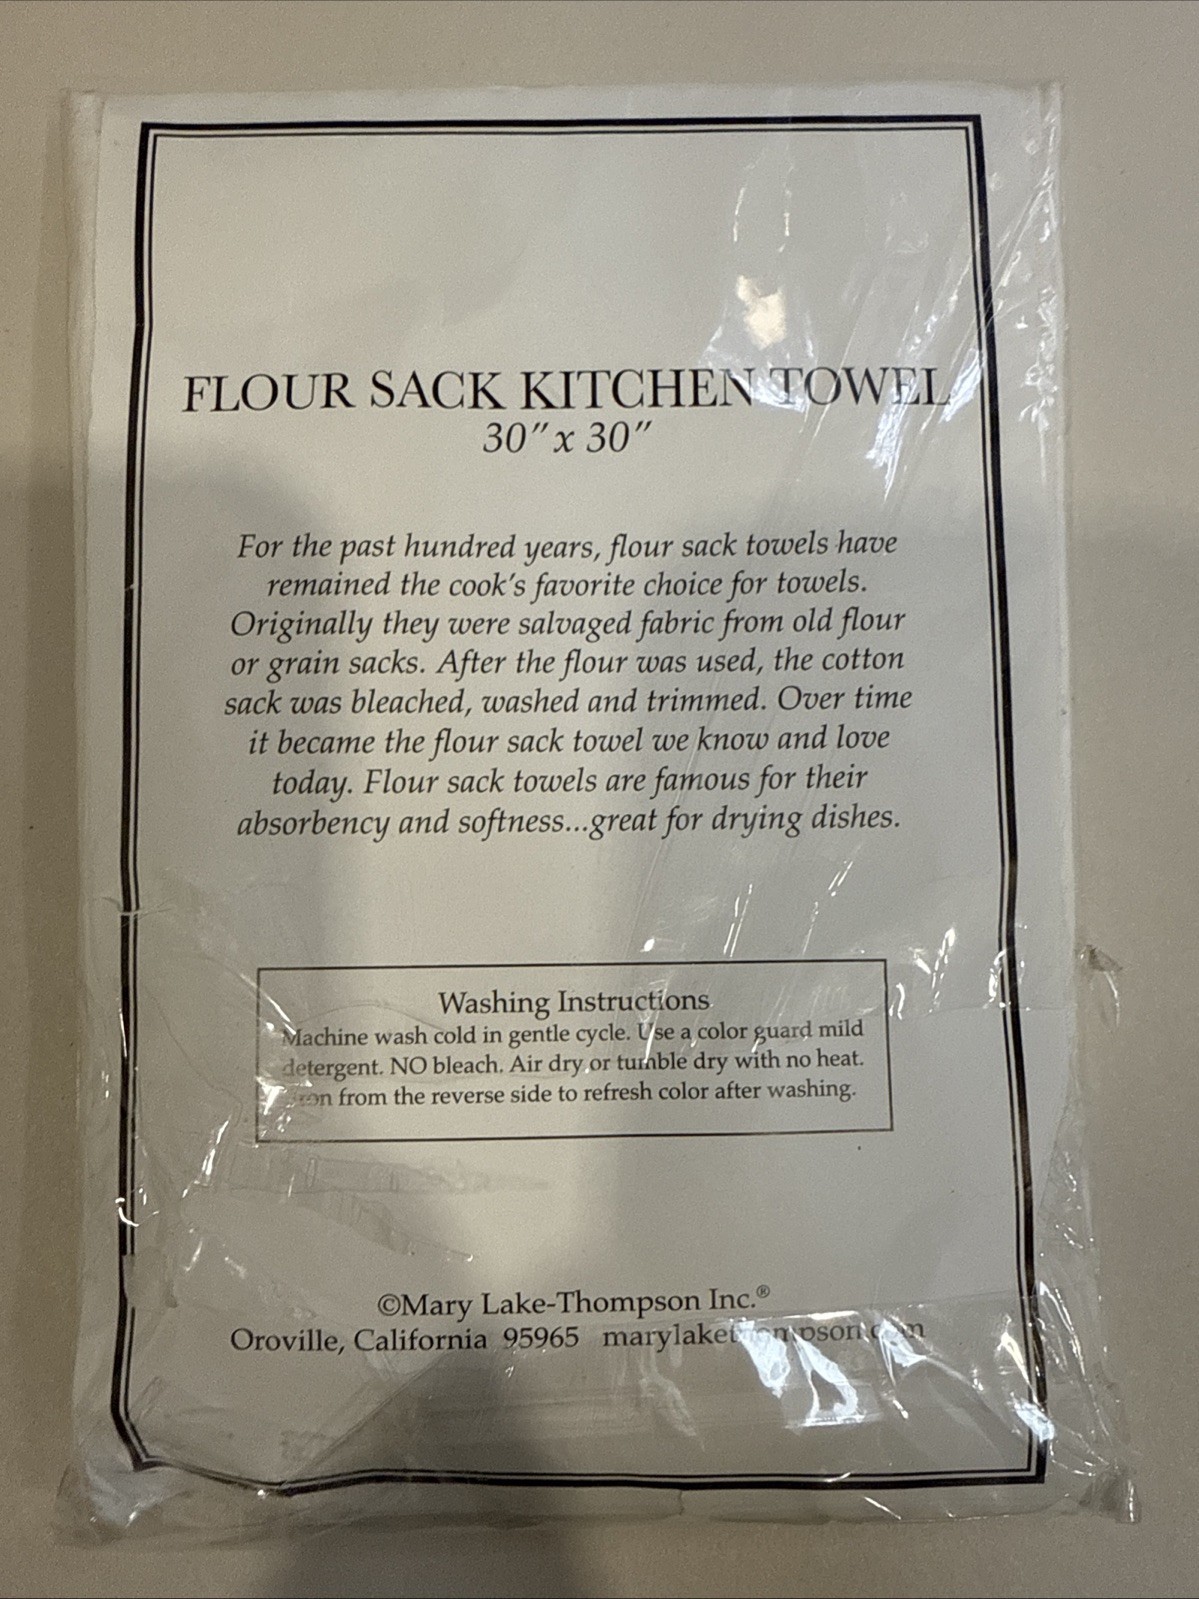 FLOUR SACK KITCHEN TOWEL
30" x 30"
For the past hundred years, flour sack towels have
remained the cook's favorite choice for towels.
Originally they were salvaged fabric from old flour
or grain sacks. After the flour was used, the cotton
sack was bleached, washed and trimmed. Over time
it became the flour sack towel we know and love
today. Flour sack towels are famous for their
absorbency and softness...great for drying dishes.
Washing Instructions
Machine wash cold in gentle cycle. Use a color guard mild
detergent. NO bleach. Air dry or tumble dry with no heat.
Iron from the reverse side to refresh color after washing.
©Mary Lake-Thompson Inc.®
Oroville, California 95965 marylakethompson.com